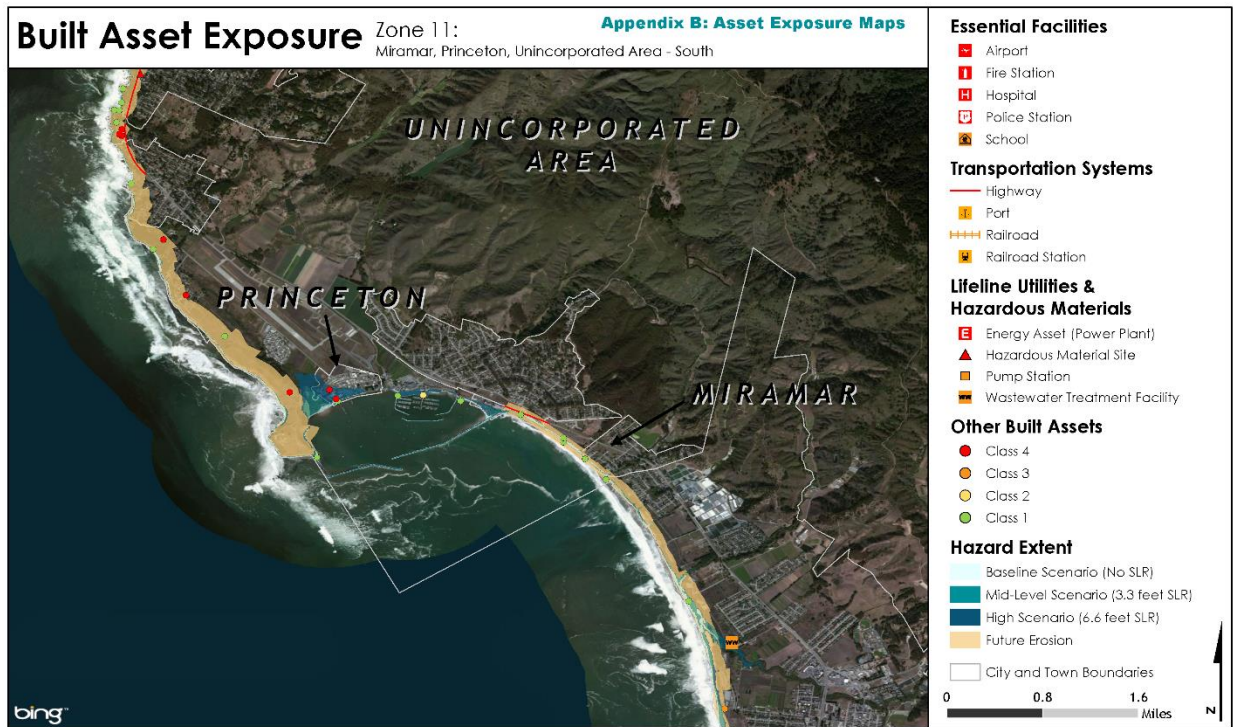 Built Asset Exposure
Zone 11:
Miramar, Princeton, Unincorporated Area - South
Appendix B: Asset Exposure Maps
UNINCORPORATED
AREA
PRINCETON
MIRAMAR
bing
Essential Facilities
Airport
Fire Station
H Hospital
Police Station
School
Transportation Systems
Highway
Port
Railroad
Railroad Station
Lifeline Utilities &
Hazardous Materials
E Energy Asset (Power Plant)
Hazardous Material Site
Pump Station
Wastewater Treatment Facility
Other Built Assets
Class 4
Class 3
Class 2
Class 1
Hazard Extent
Baseline Scenario (No SLR)
Mid-Level Scenario (3.3 feet SLR)
High Scenario (6.6 feet SLR)
Future Erosion
City and Town Boundaries
0 0.8 1.6
Miles
N